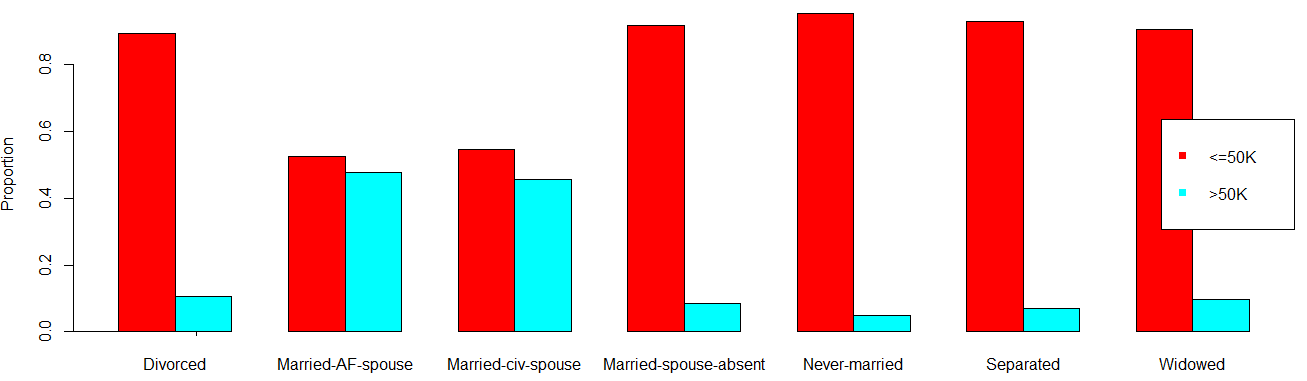 Proportion
0.8
0.6
0.4
0.2
0.0
Divorced
Married-AF-spouse
Married-civ-spouse
Married-spouse-absent
Never-married
Separated
Widowed
<=50K
>50K